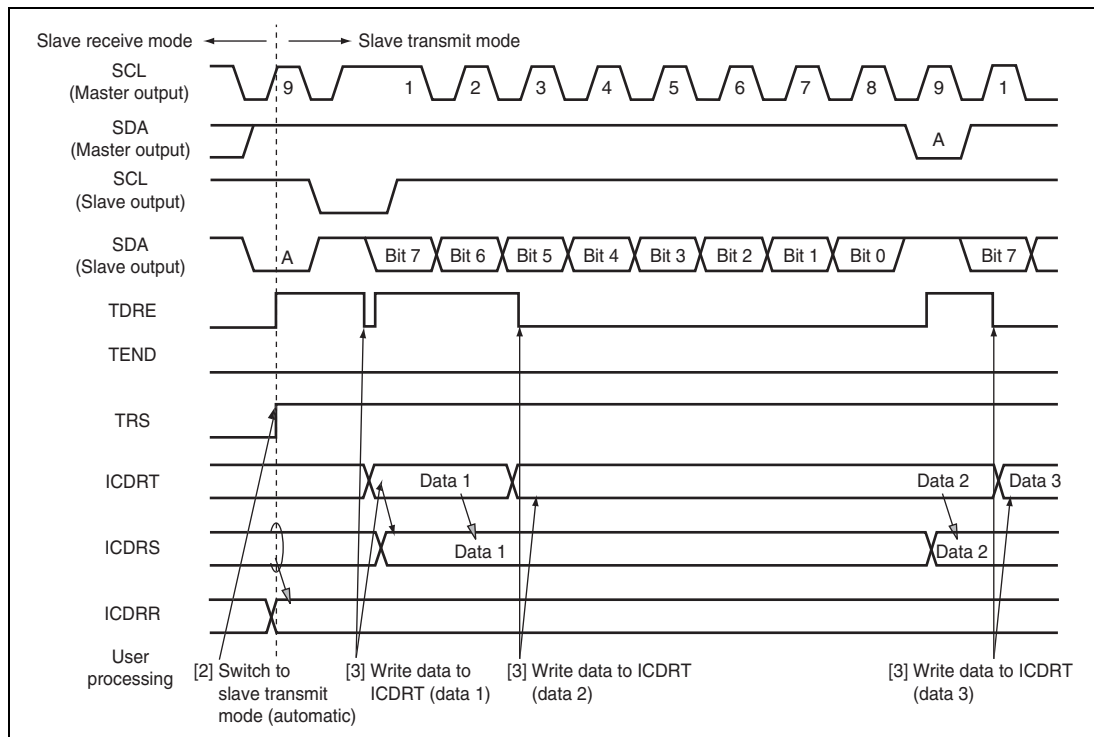 Slave receive mode
Slave transmit mode
SCL
(Master output)
9
1
2
3
4
5
6
7
8
9
1
SDA
(Master output)
A
SCL
(Slave output)
SDA
(Slave output)
A
Bit 7
Bit 6
Bit 5
Bit 4
Bit 3
Bit 2
Bit 1
Bit 0
Bit 7
TDRE
TEND
TRS
ICDRT
Data 1
Data 2
Data 3
ICDRS
Data 1
Data 2
ICDRR
User
processing
[2] Switch to
slave transmit
mode (automatic)
[3] Write data to
ICDRT (data 1)
[3] Write data to ICDRT
(data 2)
[3] Write data to ICDRT
(data 3)